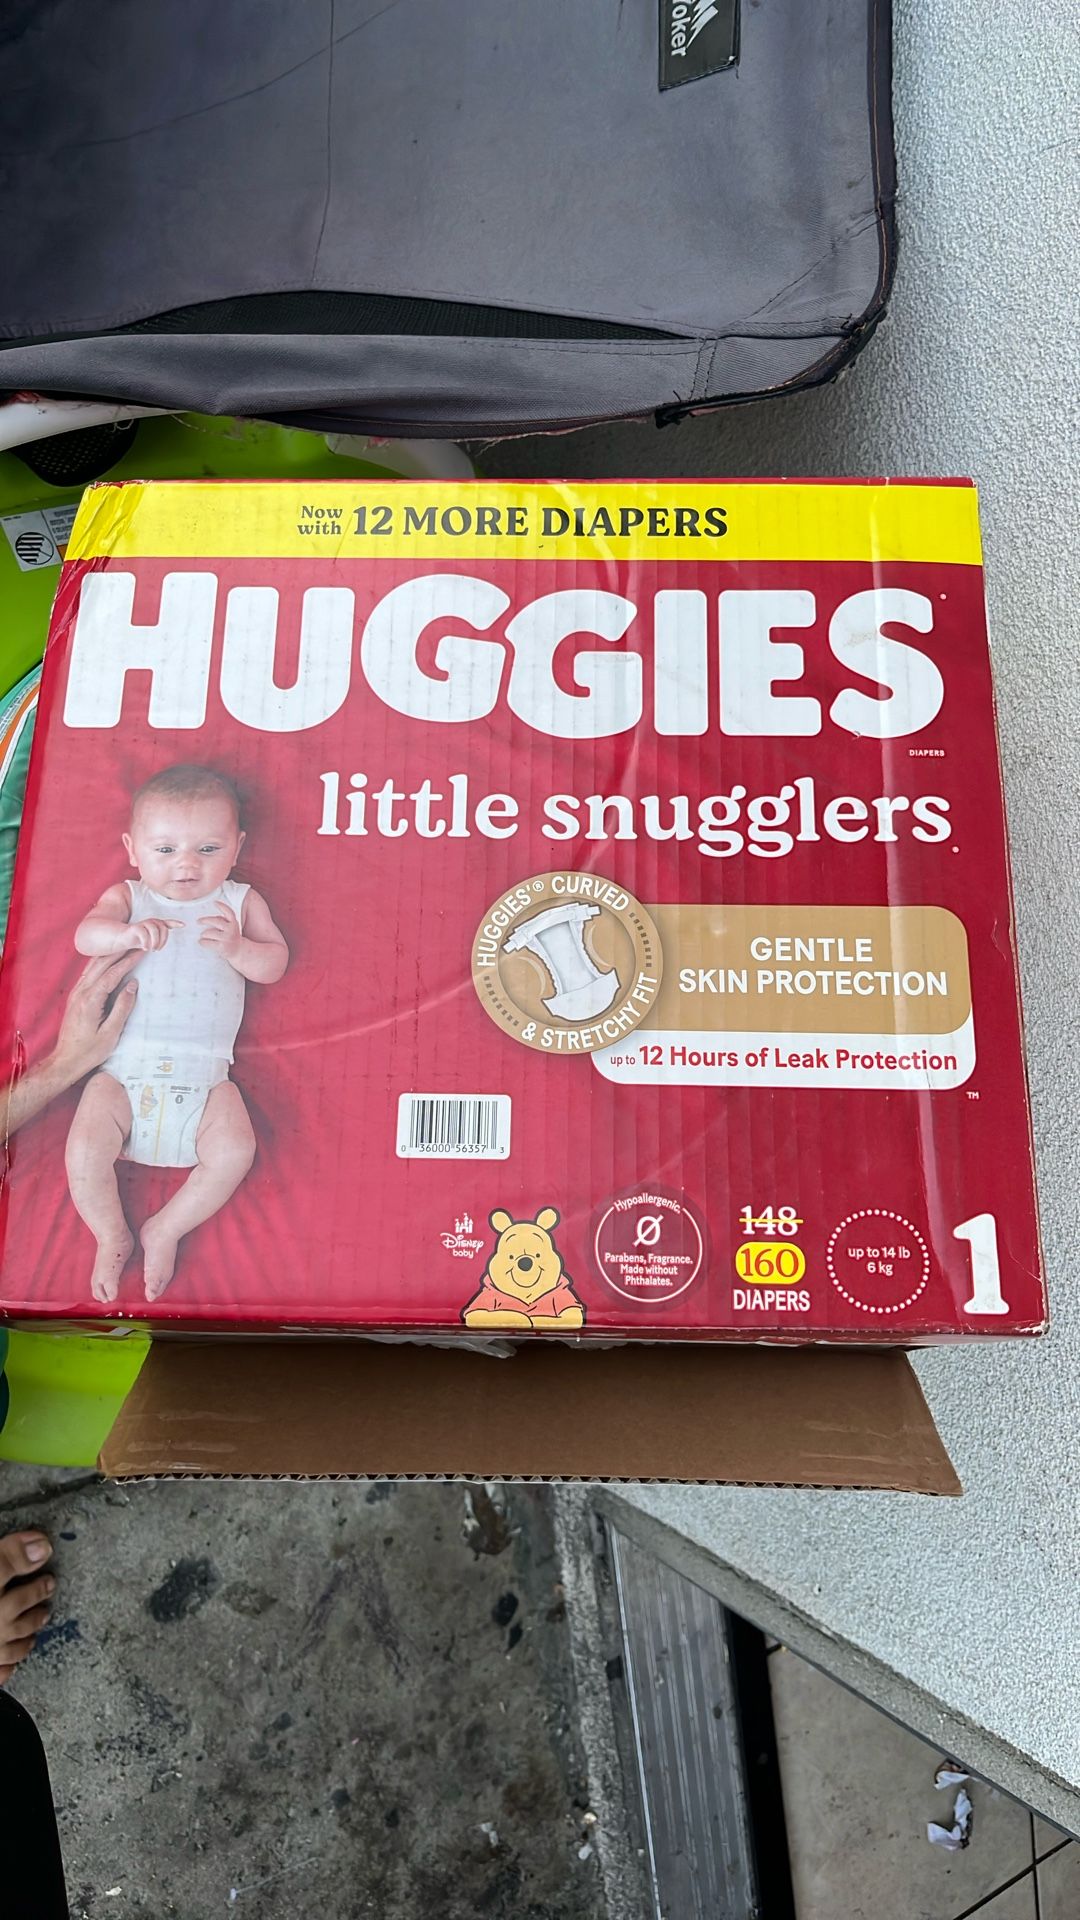 oker
Now with 12 MORE DIAPERS
HUGGIES®
DIAPERS
little snugglers®
HUGGIES'® CURVED
& STRETCHY FIT
GENTLE
SKIN PROTECTION
up to 12 Hours of Leak Protection
TM
0 36000 56357 3
Disney
baby
Hypoallergenic.
Parabens, Fragrance.
Made without
Phthalates.
148
160
DIAPERS
up to 14 lb
6 kg
1